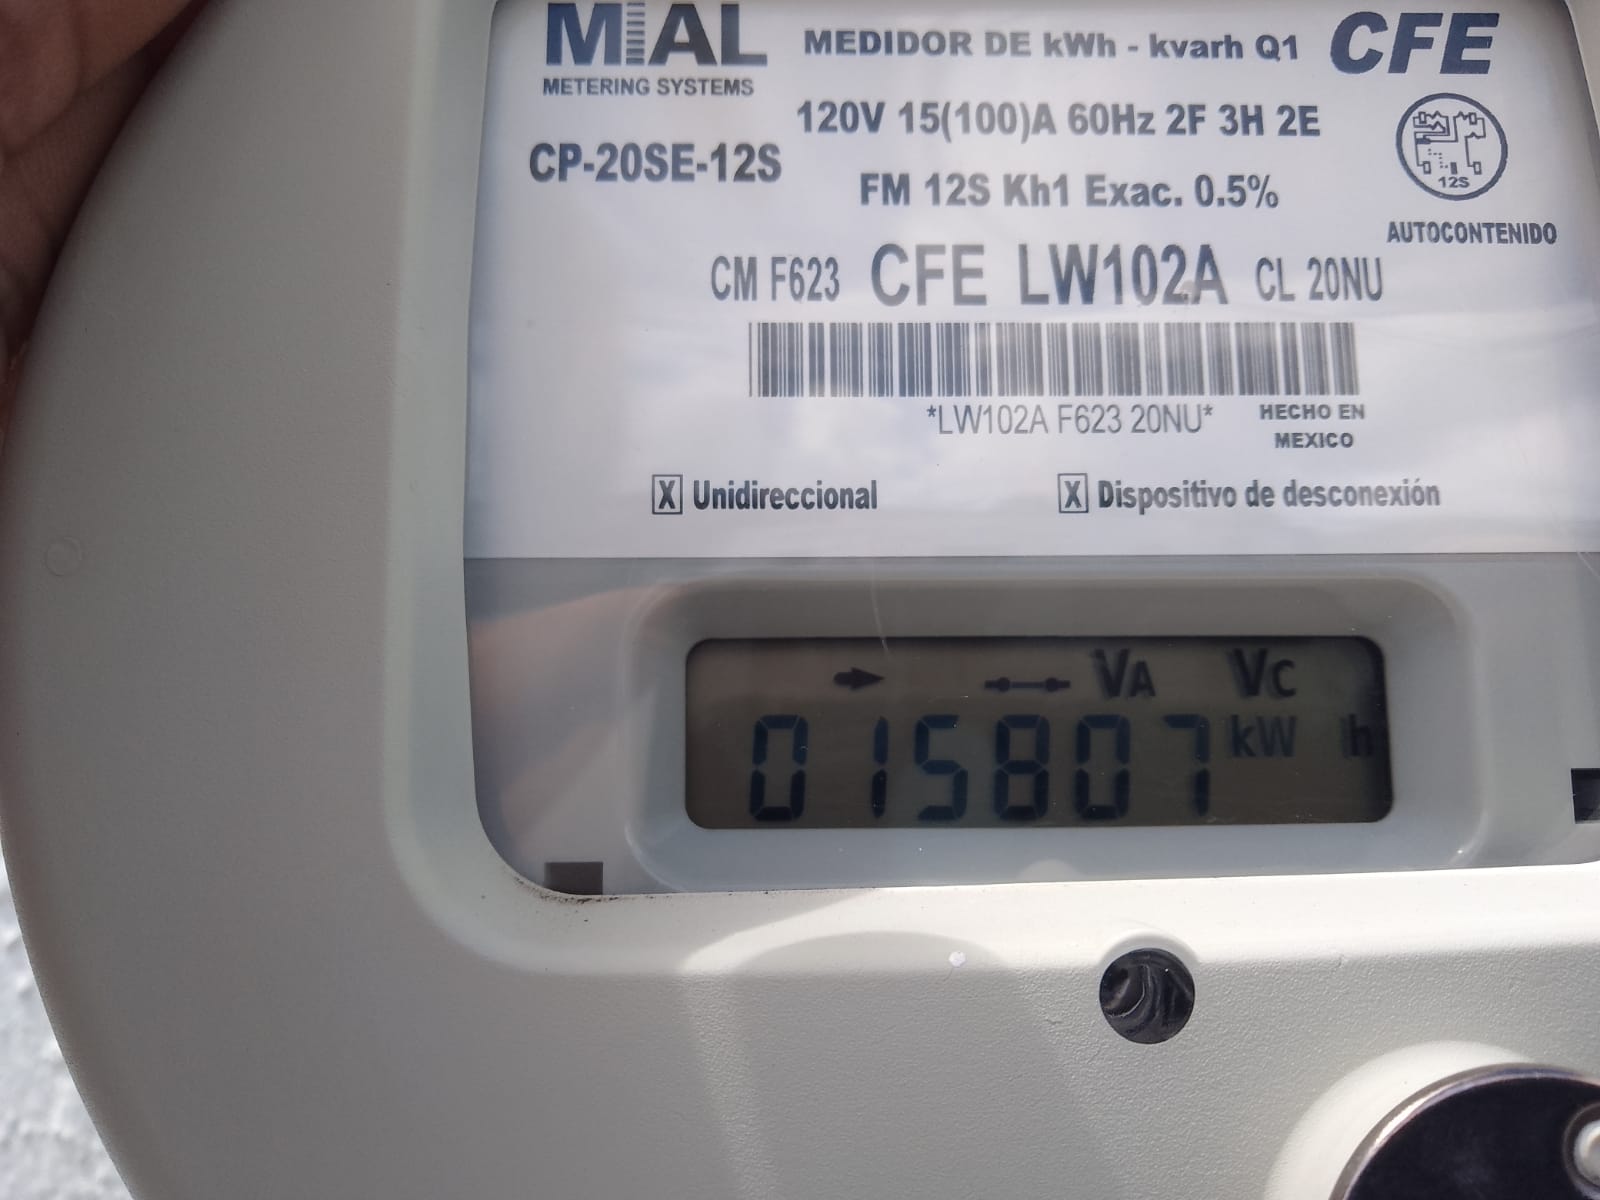 MIAL
METERING SYSTEMS
MEDIDOR DE kWh - kvarh Q1
CFE
120V 15(100)A 60Hz 2F 3H 2E
CP-20SE-12S
FM 12S Kh1 Exac. 0.5%
12S
AUTOCONTENIDO
CM F623 CFE LW102A CL 20NU
*LW102A F623 20NU*
HECHO EN
MEXICO
X Unidireccional
X Dispositivo de desconexión
VA VC
015807 kW h